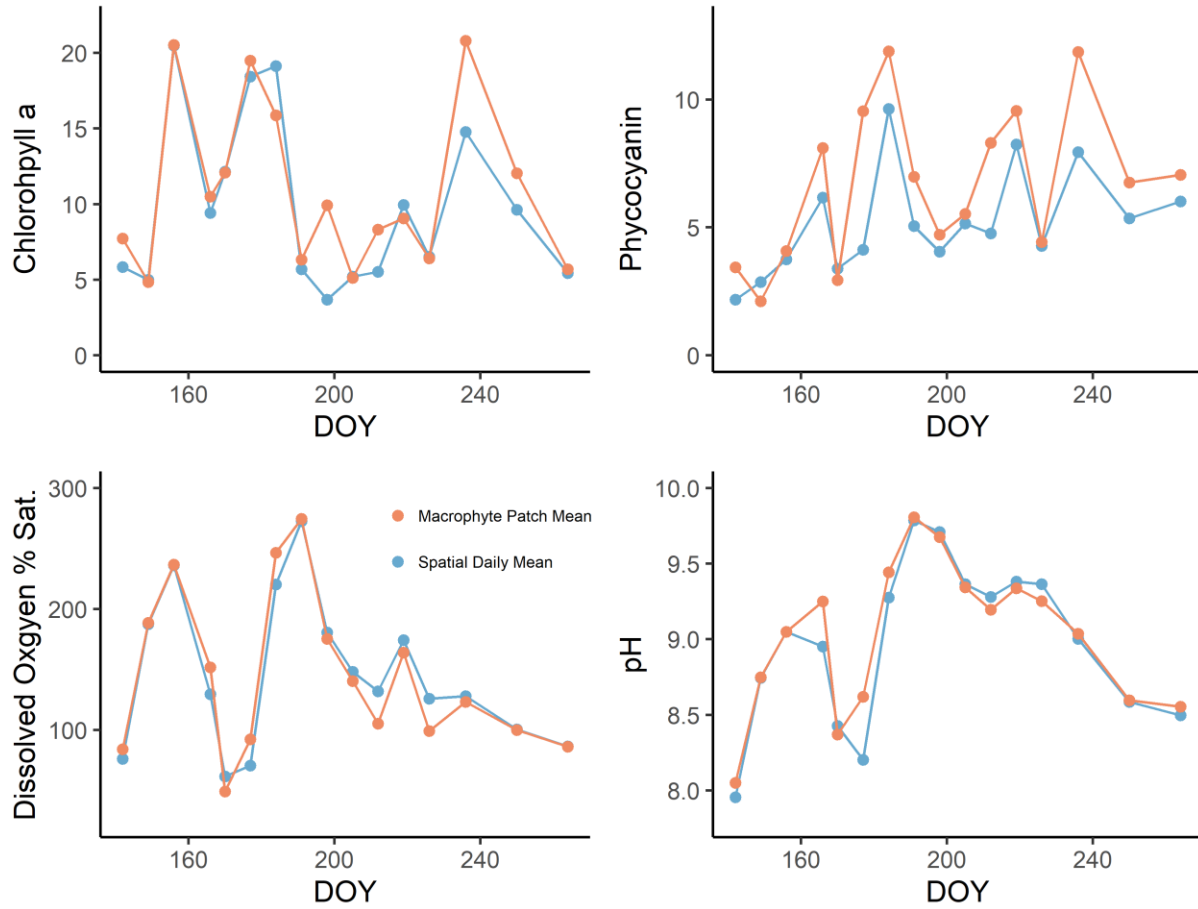 Chlorohpyll a
20
15
10
5
0
160 200 240
DOY
Phycocyanin
10
5
0
160 200 240
DOY
Dissolved Oxgyen % Sat.
300
200
100
Macrophyte Patch Mean
Spatial Daily Mean
160 200 240
DOY
pH
10.0
9.5
9.0
8.5
8.0
160 200 240
DOY